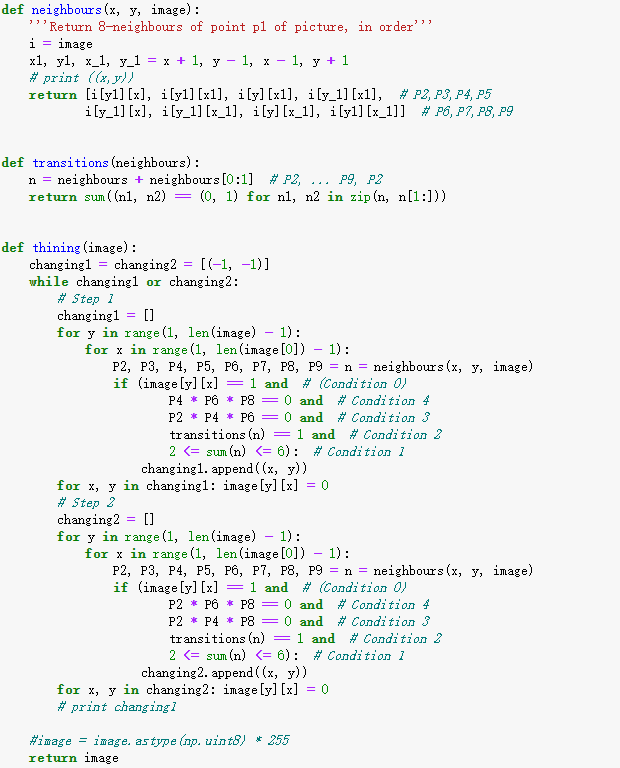 def neighbours(x, y, image):
    '''Return 8-neighbours of point p1 of picture, in order'''
    i = image
    x1, y1, x_1, y_1 = x + 1, y - 1, x - 1, y + 1
    # print ((x,y))
    return [i[y1][x], i[y1][x1], i[y][x1], i[y_1][x1],  # P2,P3,P4,P5
            i[y_1][x], i[y_1][x_1], i[y][x_1], i[y1][x_1]]  # P6,P7,P8,P9
def transitions(neighbours):
    n = neighbours + neighbours[0:1]  # P2, ... P9, P2
    return sum((n1, n2) == (0, 1) for n1, n2 in zip(n, n[1:]))
def thining(image):
    changing1 = changing2 = [(-1, -1)]
    while changing1 or changing2:
        # Step 1
        changing1 = []
        for y in range(1, len(image) - 1):
            for x in range(1, len(image[0]) - 1):
                P2, P3, P4, P5, P6, P7, P8, P9 = n = neighbours(x, y, image)
                if (image[y][x] == 1 and  # (Condition 0)
                        P4 * P6 * P8 == 0 and  # Condition 4
                        P2 * P4 * P6 == 0 and  # Condition 3
                        transitions(n) == 1 and  # Condition 2
                        2 <= sum(n) <= 6):  # Condition 1
                    changing1.append((x, y))
        for x, y in changing1: image[y][x] = 0
        # Step 2
        changing2 = []
        for y in range(1, len(image) - 1):
            for x in range(1, len(image[0]) - 1):
                P2, P3, P4, P5, P6, P7, P8, P9 = n = neighbours(x, y, image)
                if (image[y][x] == 1 and  # (Condition 0)
                        P2 * P6 * P8 == 0 and  # Condition 4
                        P2 * P4 * P8 == 0 and  # Condition 3
                        transitions(n) == 1 and  # Condition 2
                        2 <= sum(n) <= 6):  # Condition 1
                    changing2.append((x, y))
        for x, y in changing2: image[y][x] = 0
        # print changing1
    #image = image.astype(np.uint8) * 255
    return image